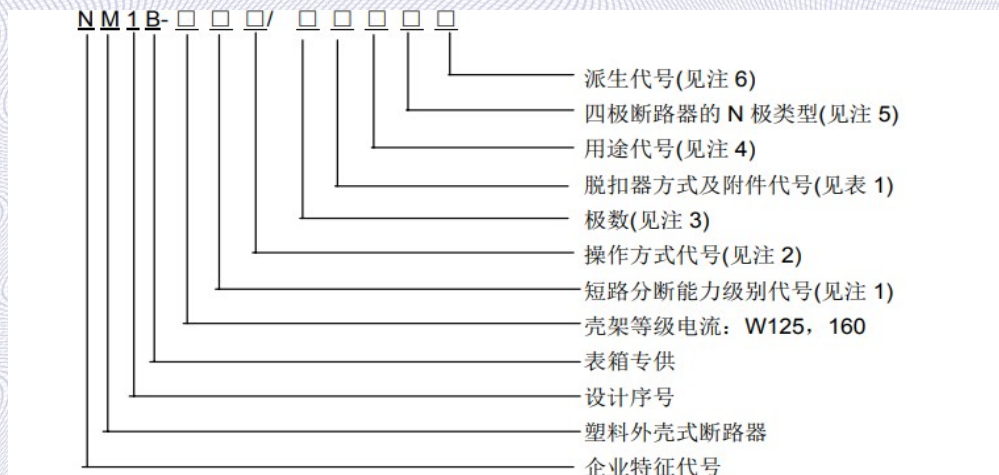 NM1B-□□□/□□□□□
派生代号(见注 6)
四极断路器的 N 极类型(见注 5)
用途代号(见注 4)
脱扣器方式及附件代号(见表 1)
极数(见注 3)
操作方式代号(见注 2)
短路分断能力级别代号(见注 1)
壳架等级电流：W125，160
表箱专供
设计序号
塑料外壳式断路器
企业特征代号